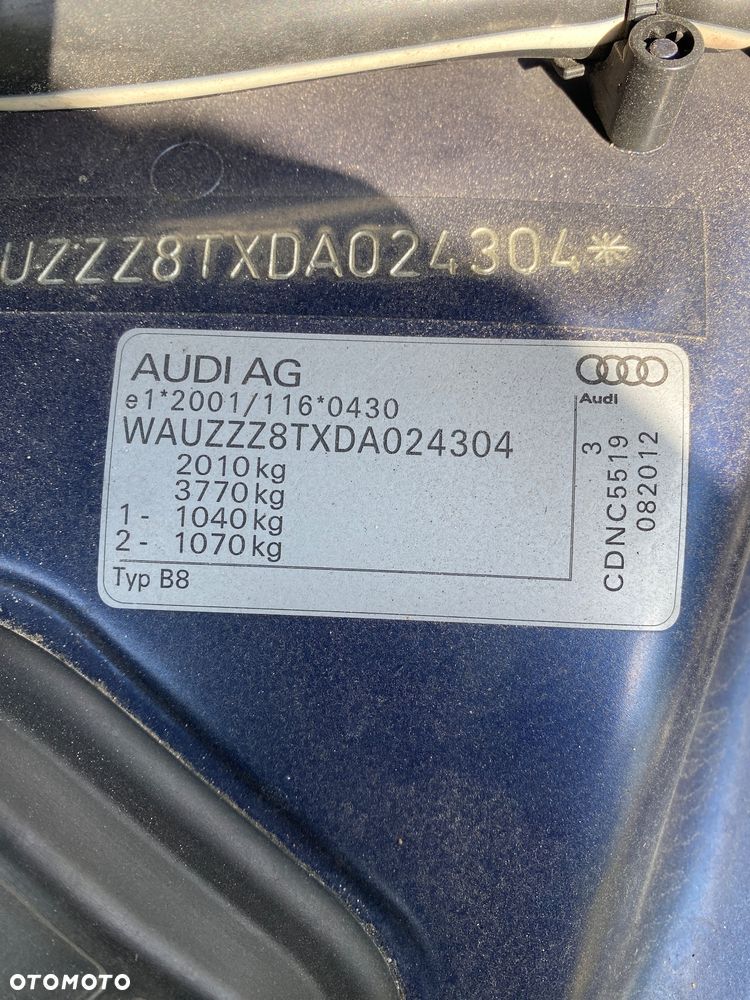 UZZZ8TXDA024304*
AUDI AG
e1*2001/116*0430
WAUZZZ8TXDA024304
2010 kg
3770 kg
1 - 1040 kg
2 - 1070 kg
Typ B8
Audi
3
CDNC5519
082012
OTOMOTO